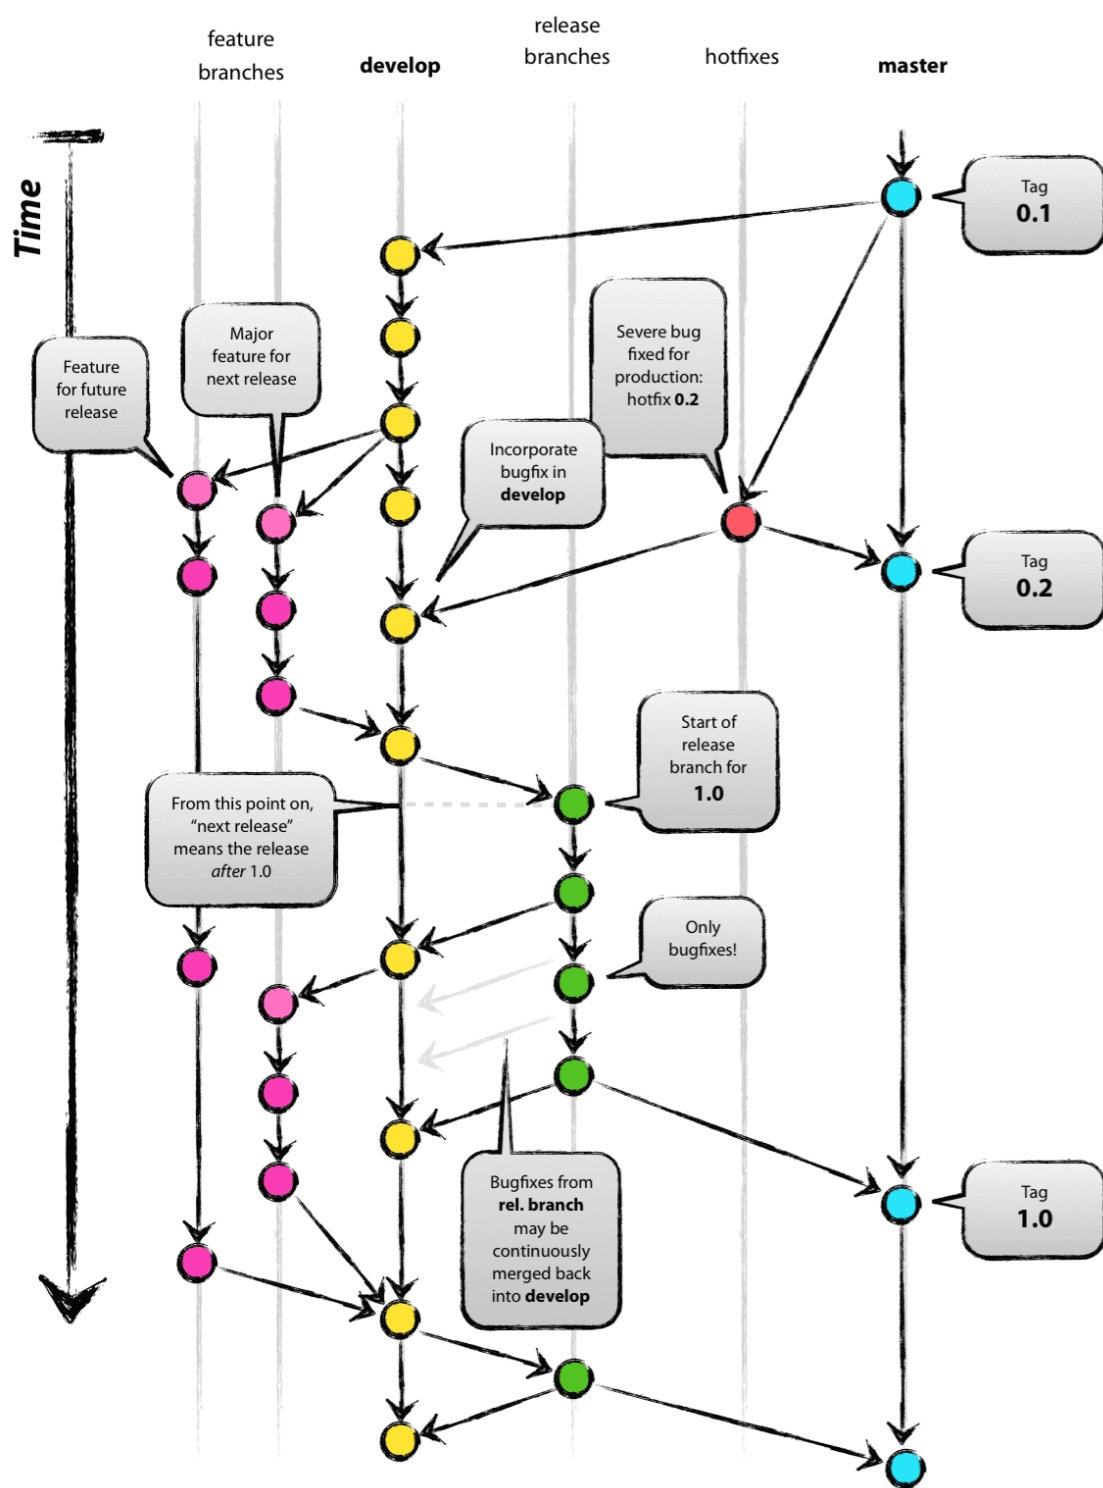 feature
branches
develop
release
branches
hotfixes
master
Time
Tag
0.1
Severe bug
fixed for
production:
hotfix 0.2
Major
feature for
next release
Feature
for future
release
Incorporate
bugfix in
develop
Tag
0.2
Start of
release
branch for
1.0
From this point on,
“next release”
means the release
after 1.0
Only
bugfixes!
Bugfixes from
rel. branch
may be
continuously
merged back
into develop
Tag
1.0